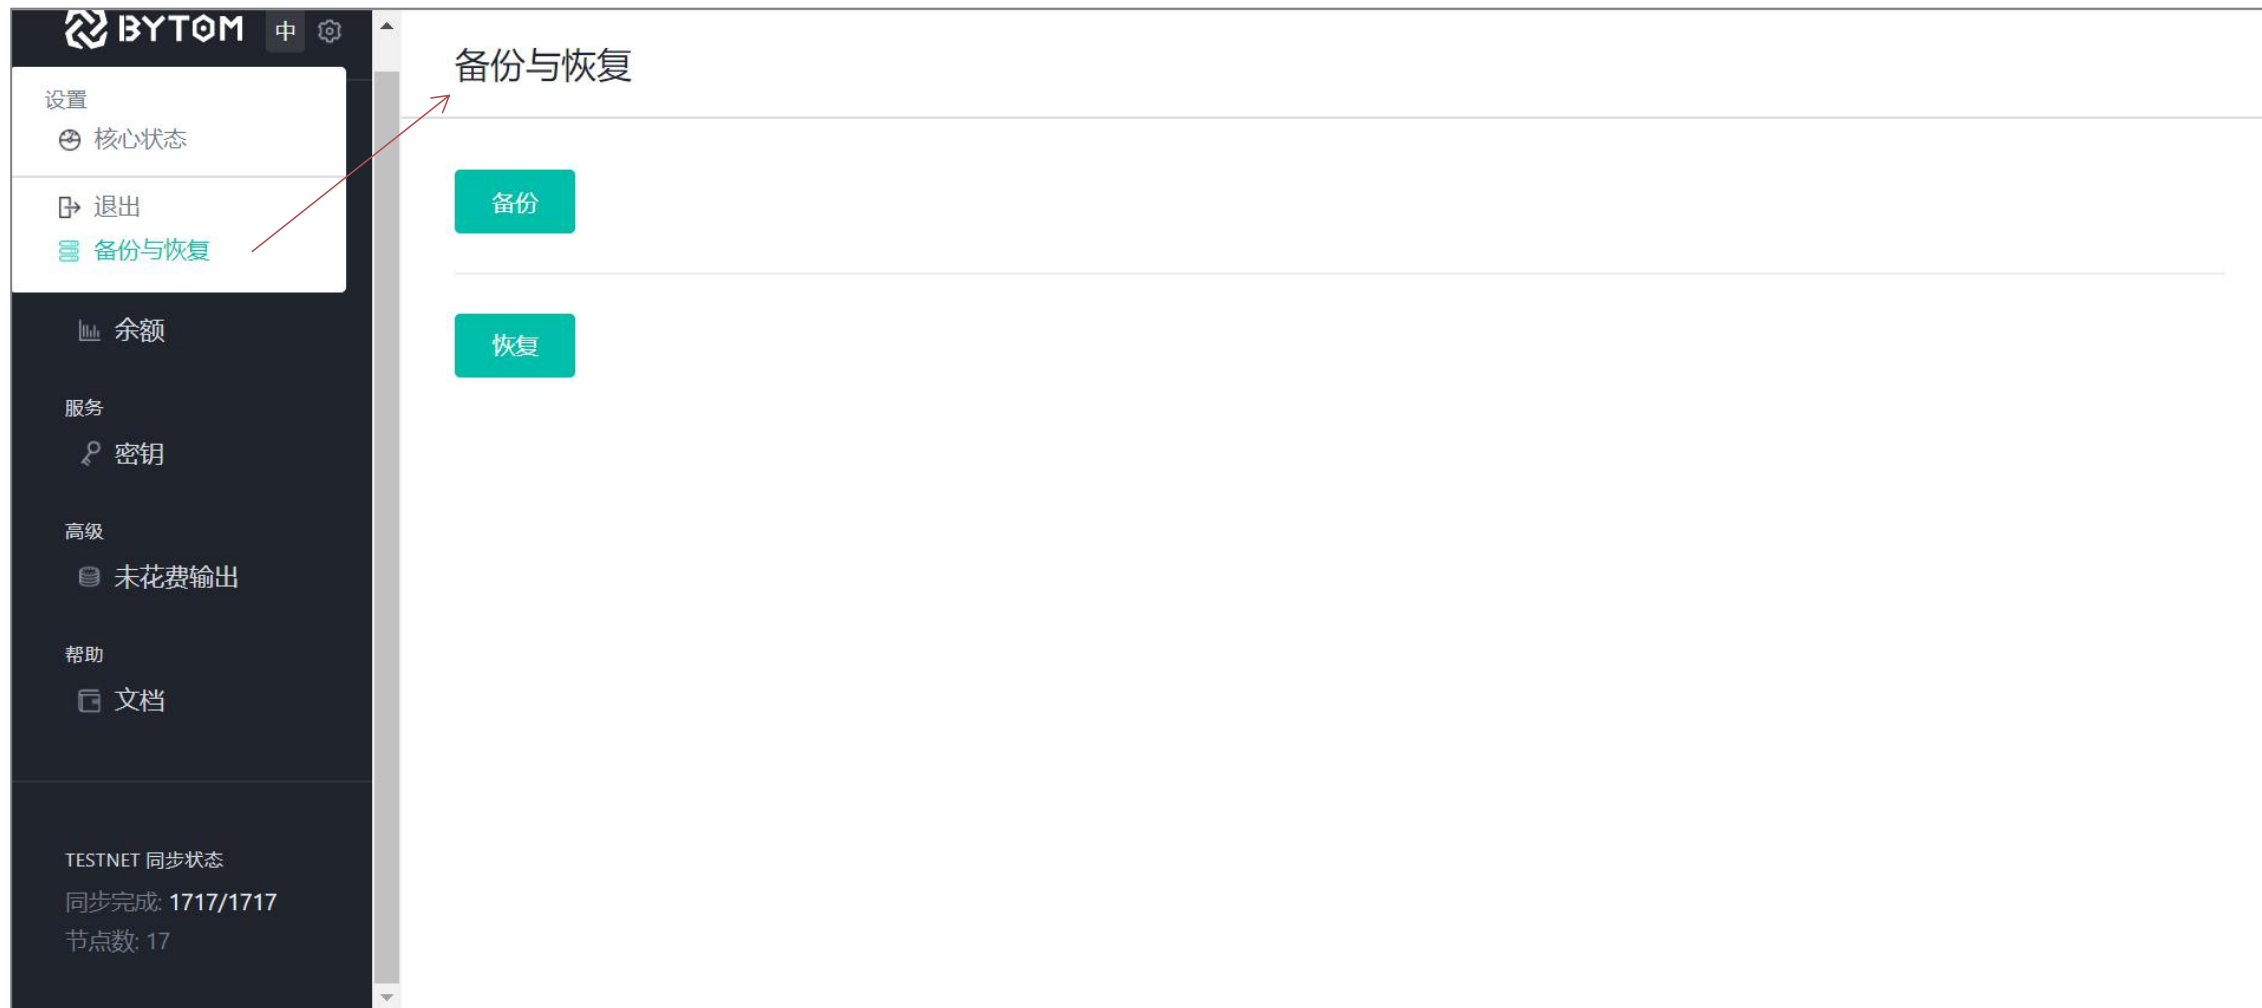 BYTOM 中
设置
核心状态
退出
备份与恢复
余额
服务
密钥
高级
未花费输出
帮助
文档
TESTNET 同步状态
同步完成: 1717/1717
节点数: 17
备份与恢复
备份
恢复